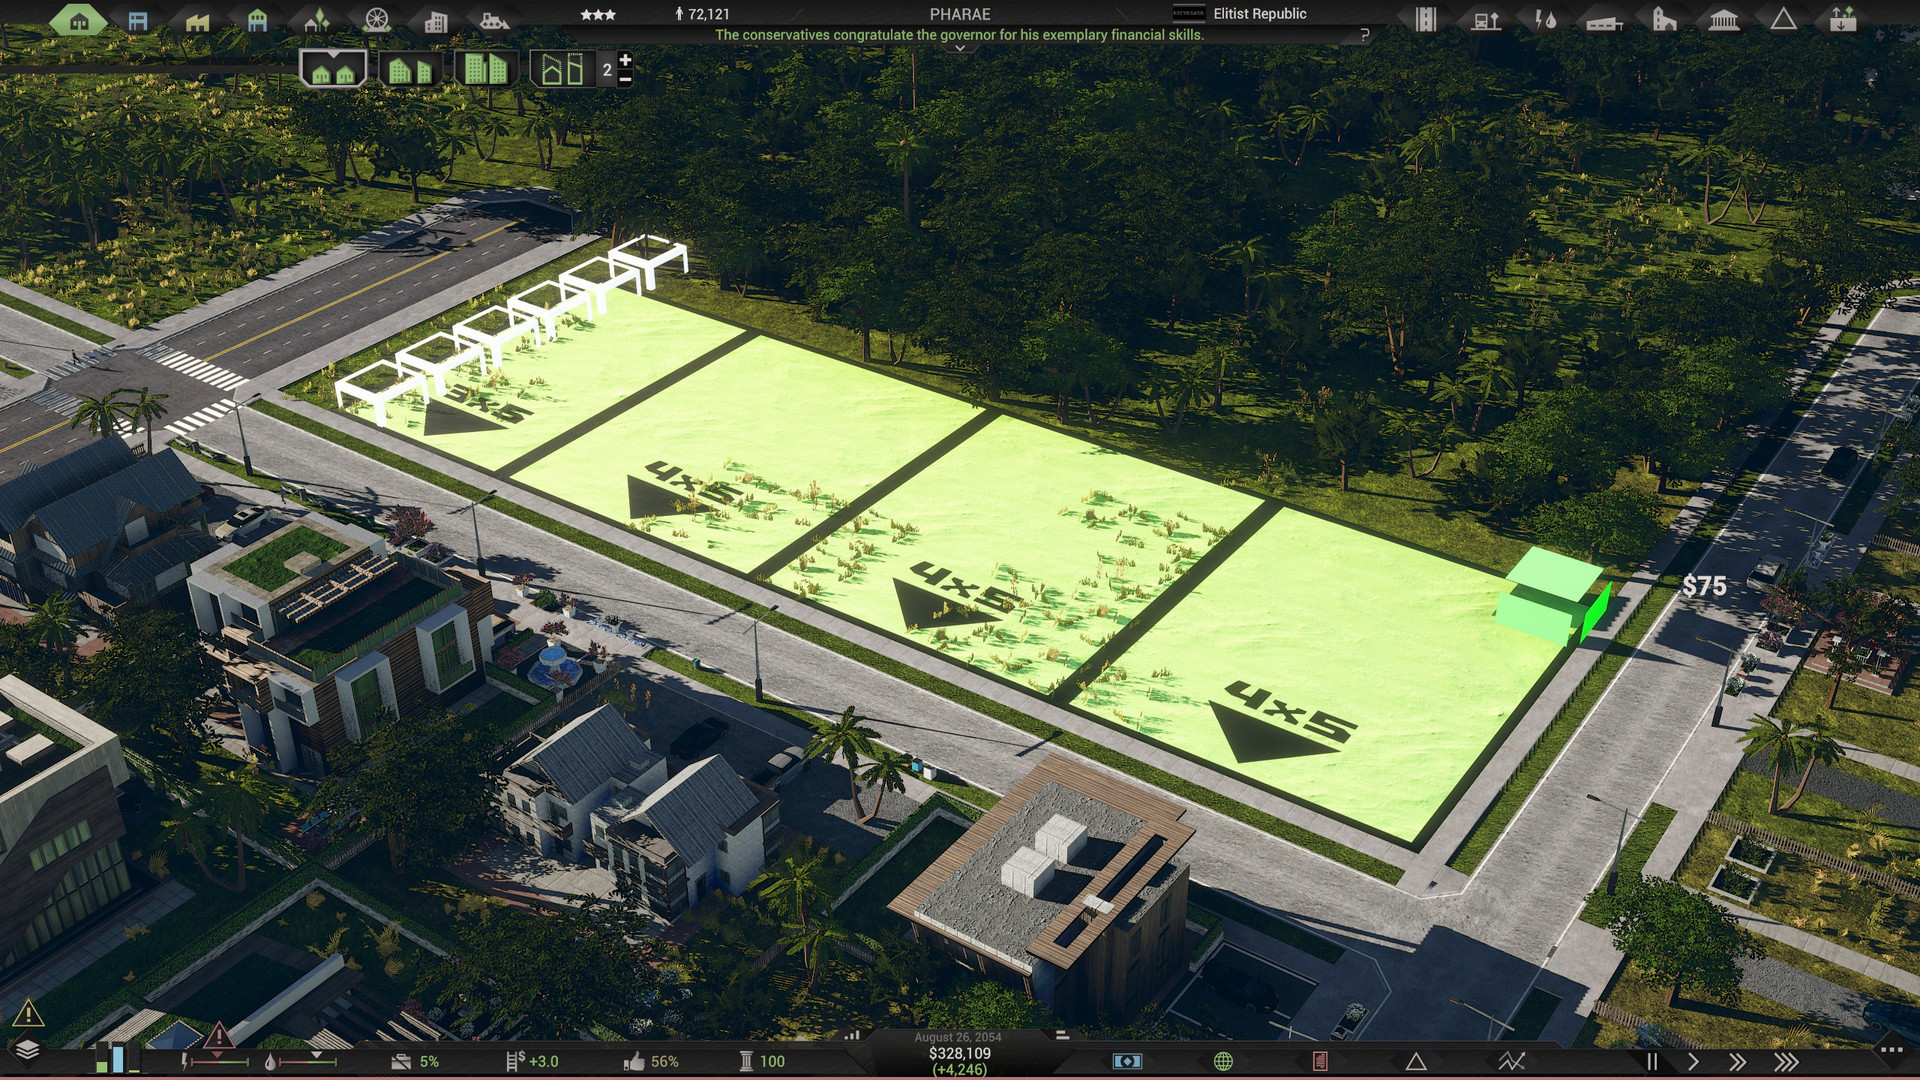 72,121
PHARAE
Elitist Republic
The conservatives congratulate the governor for his exemplary financial skills.
?
2
3x5
4x5
4x5
4x5
$75
August 26, 2054
5%
+3.0
56%
100
$328,109
(+4,246)